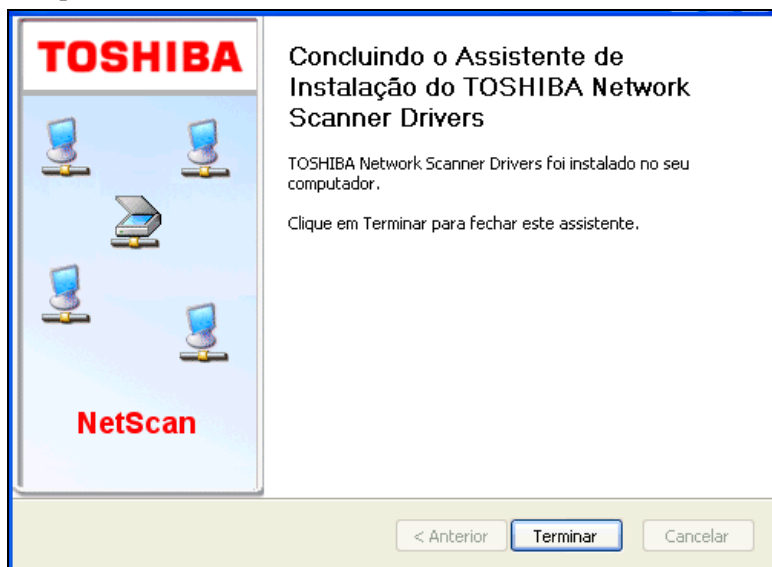 TOSHIBA
NetScan
Concluindo o Assistente de
Instalação do TOSHIBA Network
Scanner Drivers
TOSHIBA Network Scanner Drivers foi instalado no seu
computador.
Clique em Terminar para fechar este assistente.
< Anterior
Terminar
Cancelar